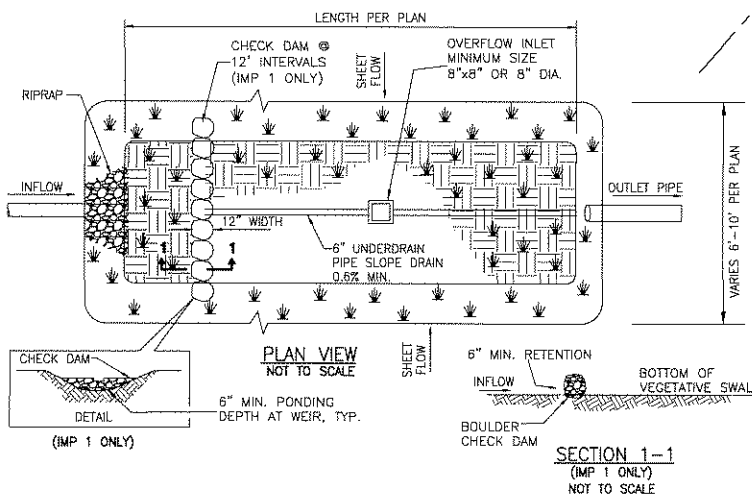 LENGTH PER PLAN
CHECK DAM @
12' INTERVALS
(IMP 1 ONLY)
SHEET
FLOW
OVERFLOW INLET
MINIMUM SIZE
8"x8" OR 8" DIA.
RIPRAP
INFLOW
OUTLET PIPE
12" WIDTH
1
1
6" UNDERDRAIN
PIPE SLOPE DRAIN
0.6% MIN.
VARIES 6'-10' PER PLAN
PLAN VIEW
NOT TO SCALE
SHEET
FLOW
CHECK DAM
DETAIL
(IMP 1 ONLY)
6" MIN. PONDING
DEPTH AT WEIR, TYP.
6" MIN. RETENTION
INFLOW
BOTTOM OF
VEGETATIVE SWAL
BOULDER
CHECK DAM
SECTION 1-1
(IMP 1 ONLY)
NOT TO SCALE